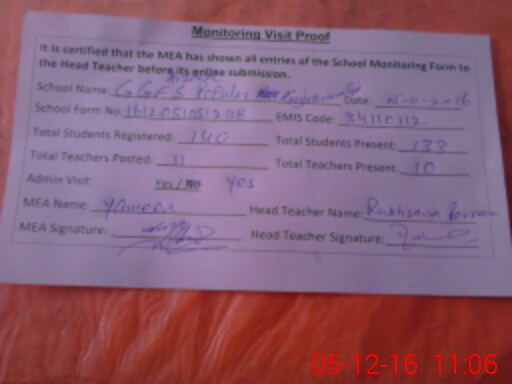 Monitoring Visit Proof
It is certified that the MEA has shown all entries of the School Monitoring Form to
the Head Teacher before its online submission.
School Name: GGES Date:
School Form No: EMIS Code: 34110112
Total Students Registered: 140 Total Students Present: 133
Total Teachers Posted: 11 Total Teachers Present: 10
Admin Visit: Yes / No Yes
MEA Name: Head Teacher Name: Rukhsana
MEA Signature: Head Teacher Signature:
05-12-16 11:06